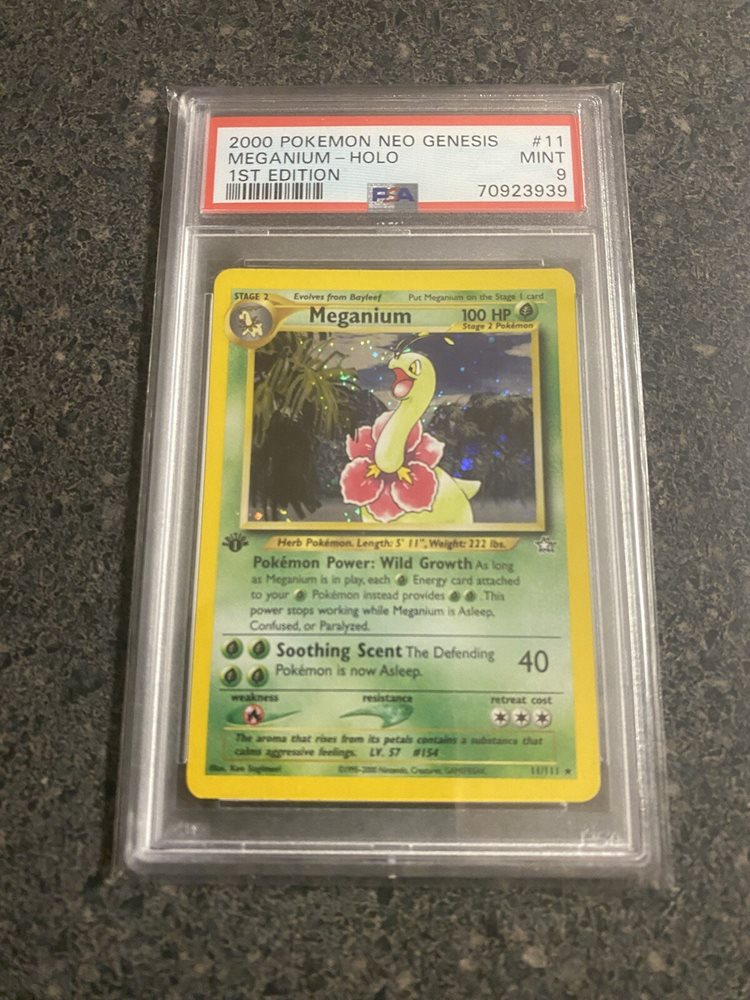 2000 POKEMON NEO GENESIS #11
MEGANIUM - HOLO MINT
1ST EDITION 9
PSA 70923939
STAGE 2 Evolves from Bayleef Put Meganium on the Stage 1 card
Meganium 100 HP
Stage 2 Pokémon
EDITION
1
Herb Pokémon. Length: 5' 11", Weight: 222 lbs.
Pokémon Power: Wild Growth As long
as Meganium is in play, each Energy card attached
to your Pokémon instead provides . This
power stops working while Meganium is Asleep,
Confused, or Paralyzed.
Soothing Scent The Defending 40
Pokémon is now Asleep.
weakness resistance retreat cost
The aroma that rises from its petals contains a substance that
calms aggressive feelings. LV. 57 #154
Illus. Ken Sugimori ©1995-2000 Nintendo, Creatures, GAMEFREAK. 11/111